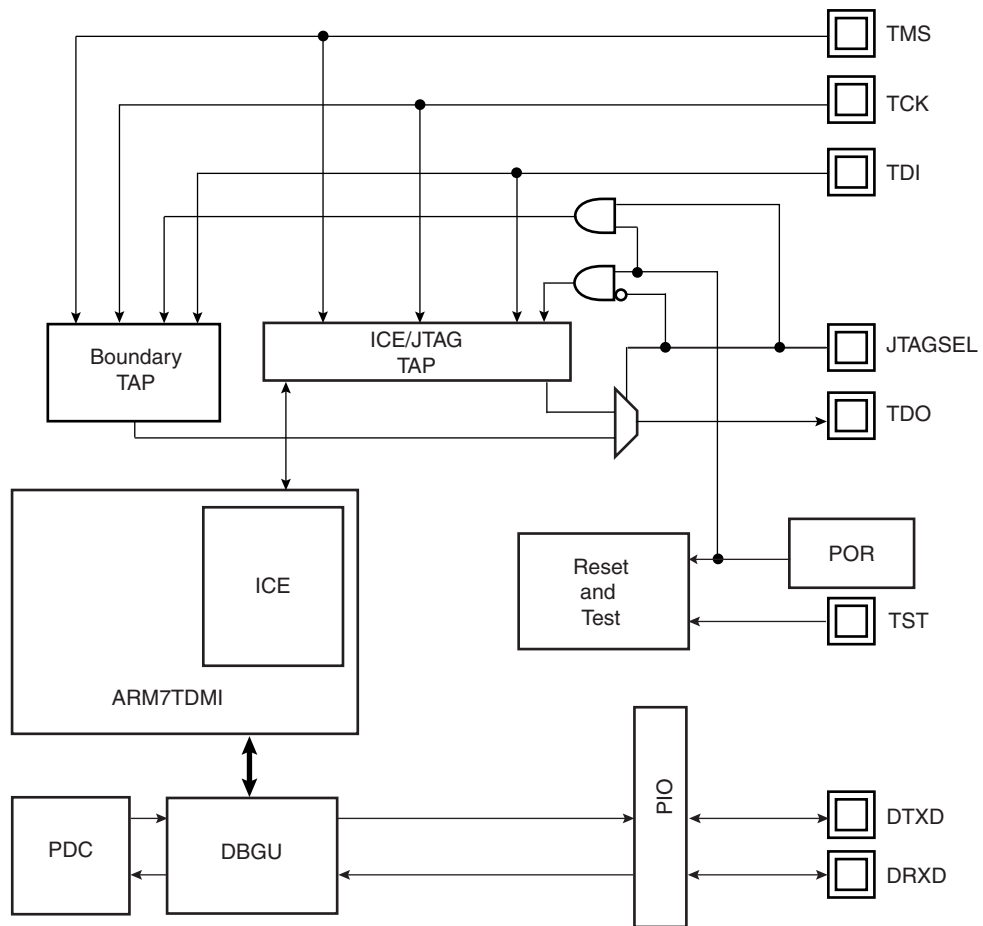 TMS
TCK
TDI
Boundary
TAP
ICE/JTAG
TAP
JTAGSEL
TDO
ICE
ARM7TDMI
Reset
and
Test
POR
TST
PDC
DBGU
PIO
DTXD
DRXD